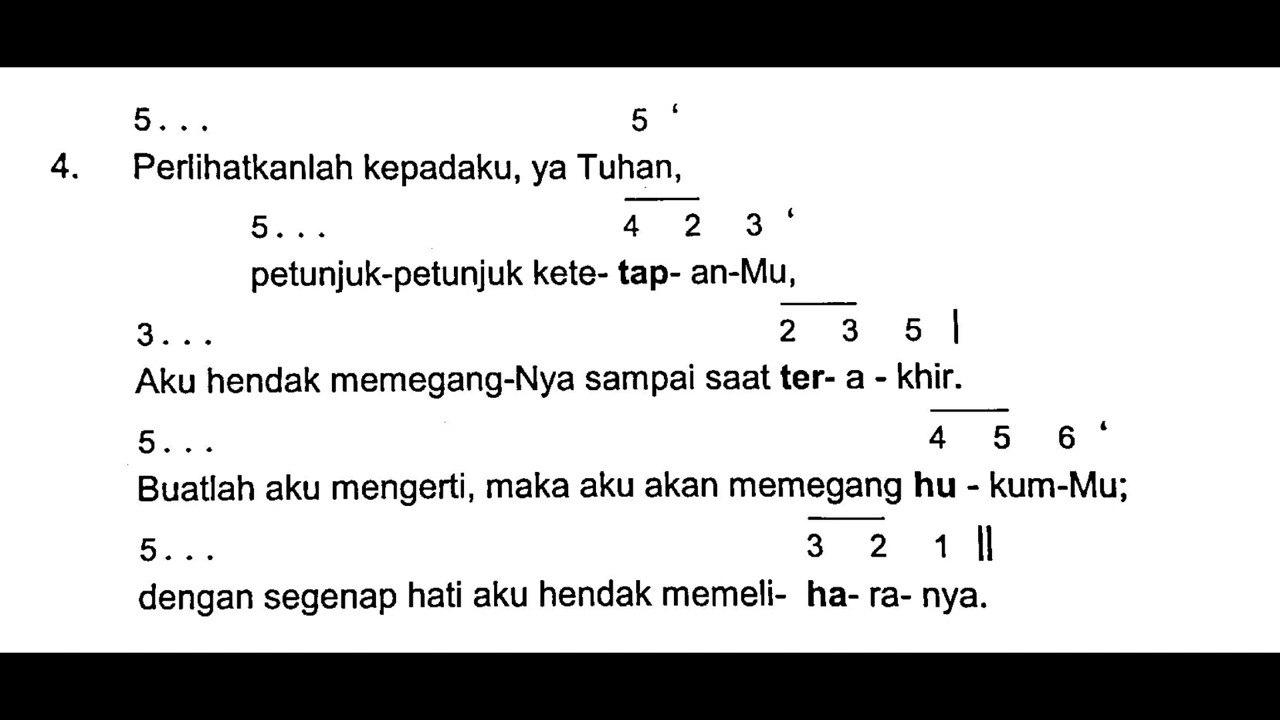 5... 5 ‘
4. Perlihatkanlah kepadaku, ya Tuhan,
5... 4 2 3 ‘
petunjuk-petunjuk kete- tap- an-Mu,
3... 2 3 5 |
Aku hendak memegang-Nya sampai saat ter- a - khir.
5... 4 5 6 ‘
Buatlah aku mengerti, maka aku akan memegang hu - kum-Mu;
5... 3 2 1 ||
dengan segenap hati aku hendak memeli- ha- ra- nya.